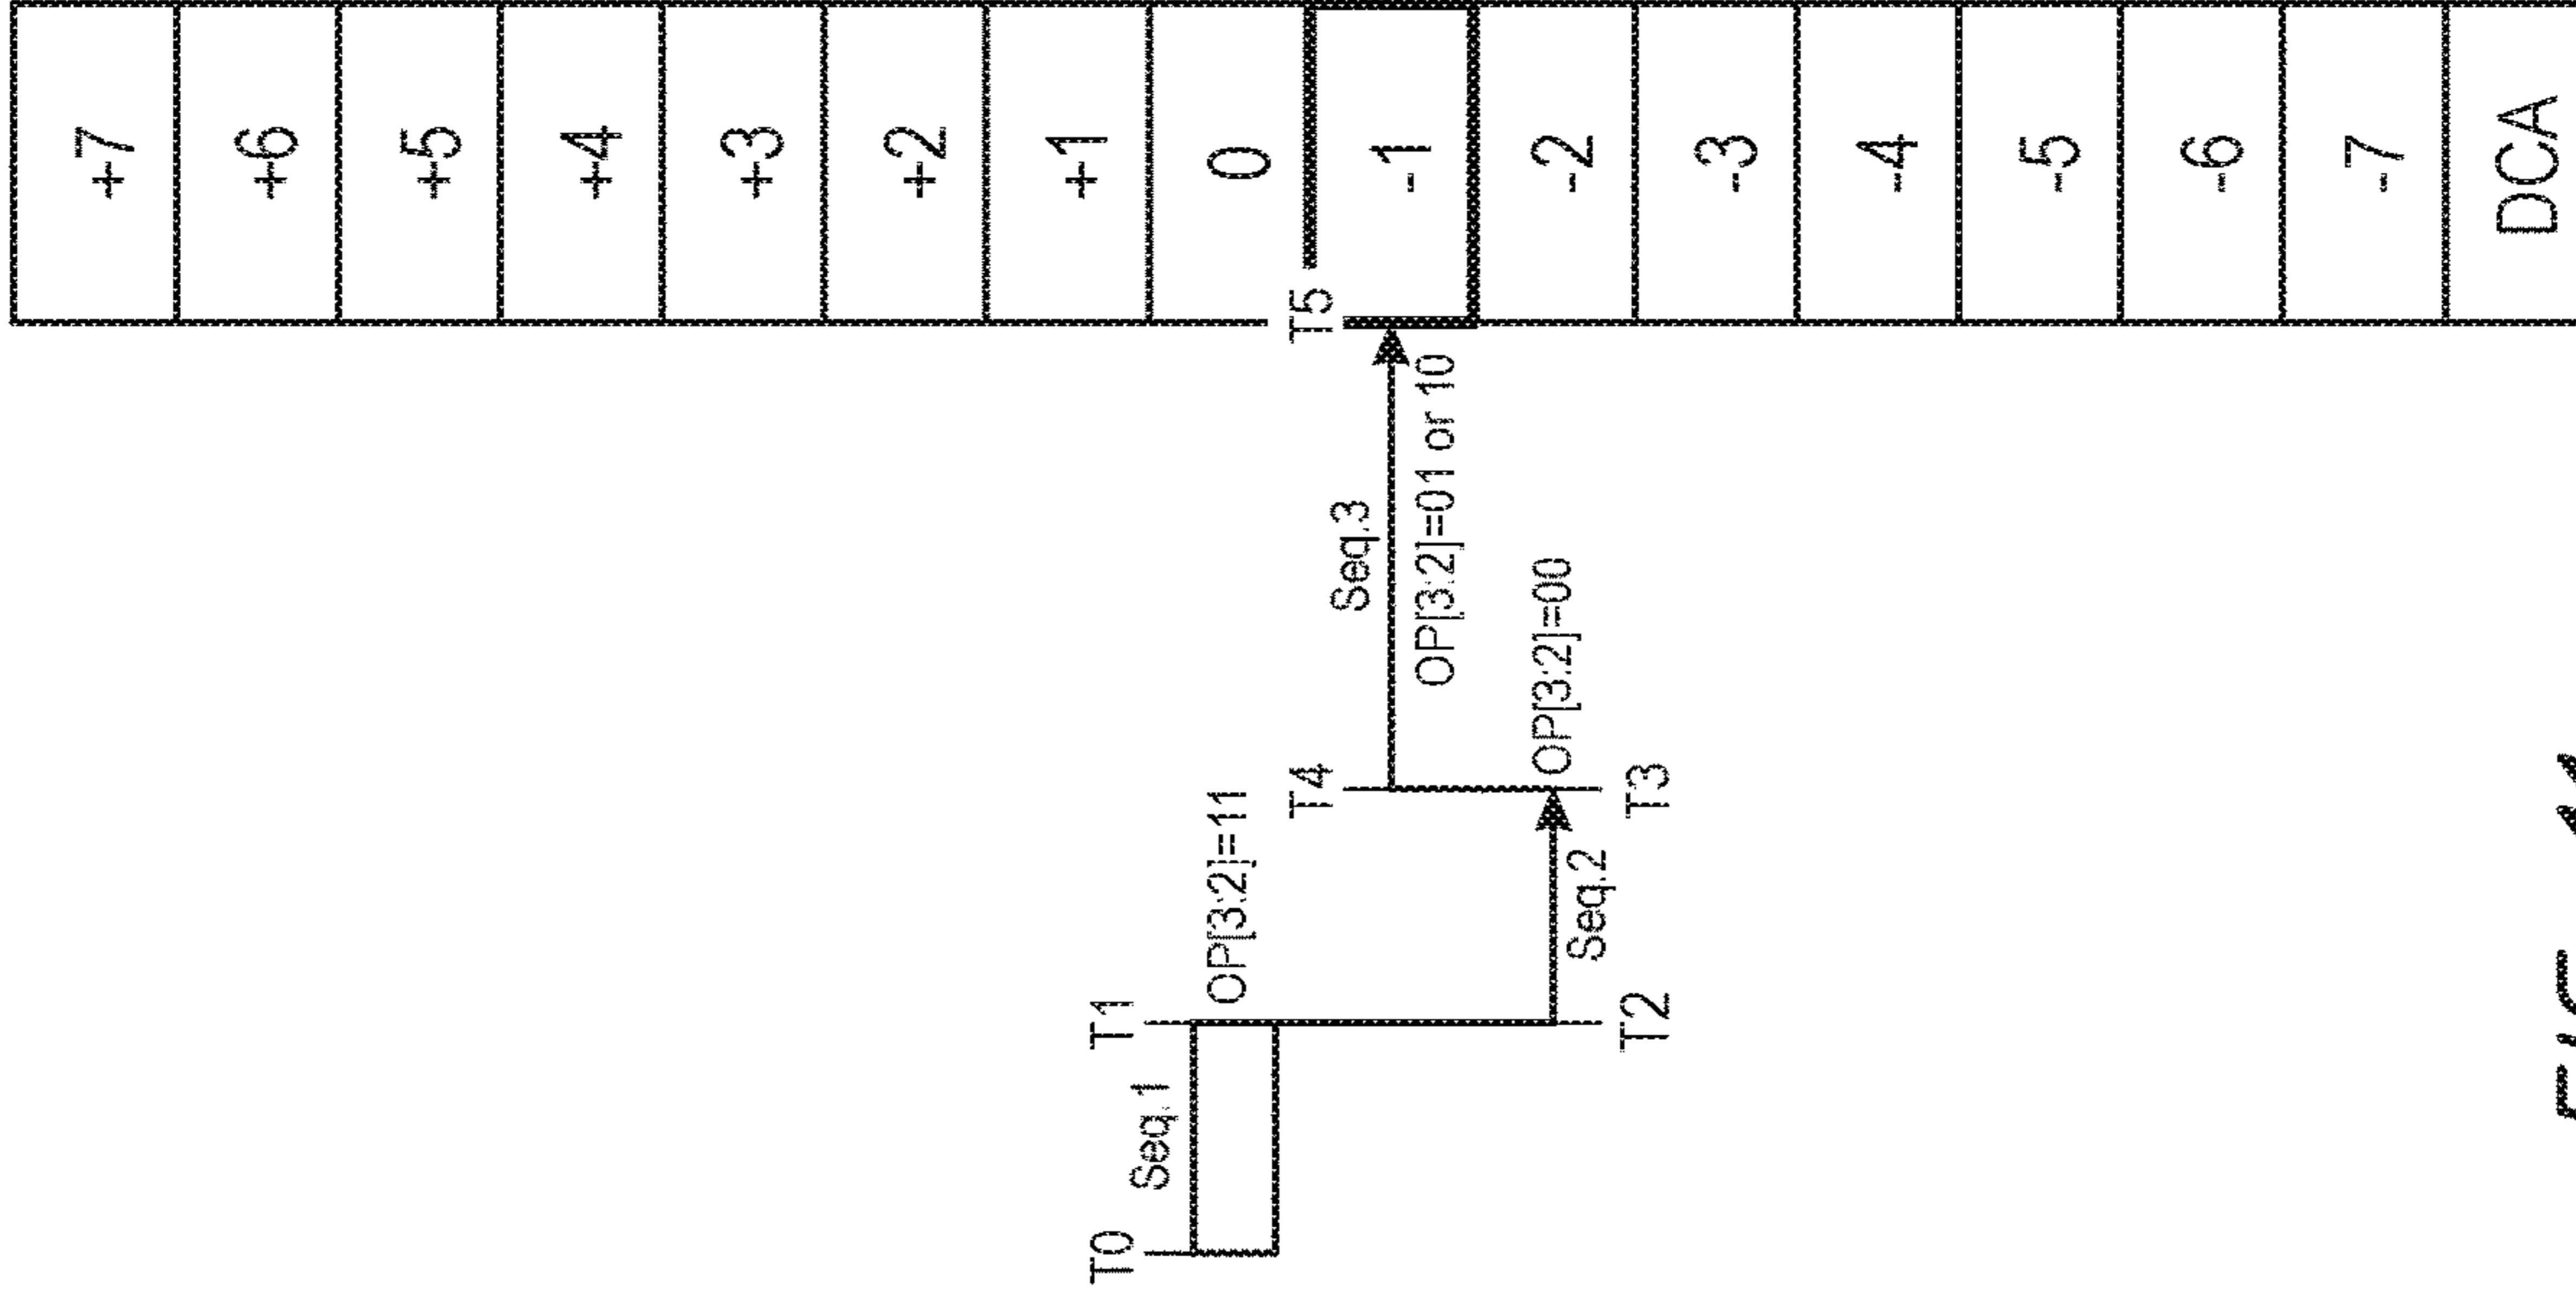 +7
+6
+5
+4
+3
+2
+1
T0
T1
Seq.1
OP[3:2]=11
0
T4
T5
Seq.3
-1
OP[3:2]=01 or 10
OP[3:2]=00
-2
Seq.2
T2
T3
-3
-4
-5
-6
-7
DCA